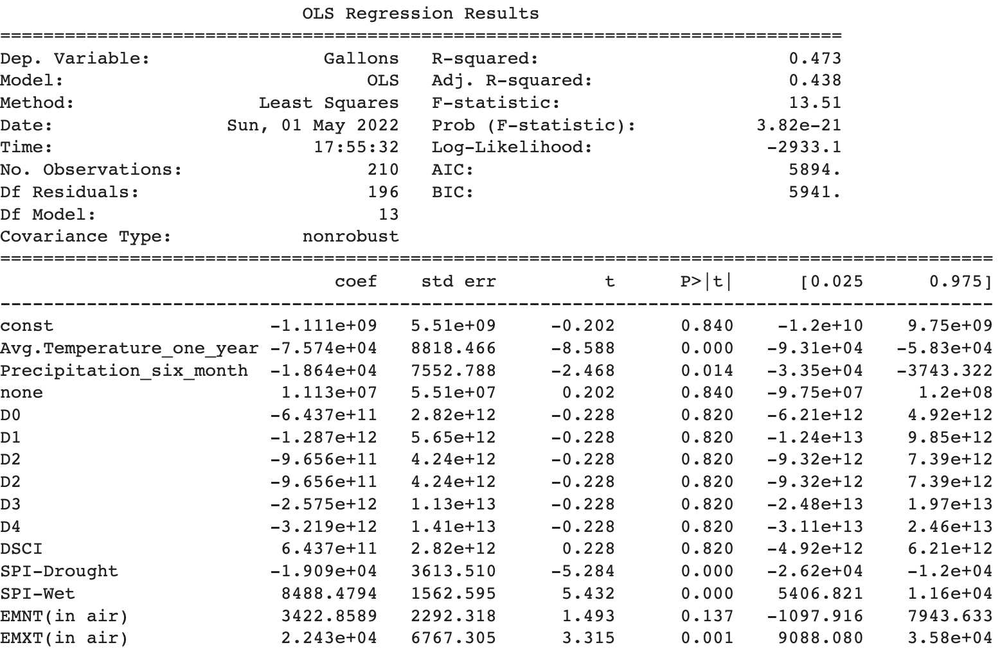 OLS Regression Results
==============================================================================
Dep. Variable:                Gallons   R-squared:                       0.473
Model:                            OLS   Adj. R-squared:                  0.438
Method:                 Least Squares   F-statistic:                     13.51
Date:                Sun, 01 May 2022   Prob (F-statistic):           3.82e-21
Time:                        17:55:32   Log-Likelihood:                -2933.1
No. Observations:                 210   AIC:                             5894.
Df Residuals:                     196   BIC:                             5941.
Df Model:                          13
Covariance Type:            nonrobust
============================================================================================
coef    std err          t      P>|t|      [0.025      0.975]
--------------------------------------------------------------------------------------------
const                    -1.111e+09   5.51e+09     -0.202      0.840    -1.2e+10    9.75e+09
Avg.Temperature_one_year -7.574e+04   8818.466     -8.588      0.000   -9.31e+04   -5.83e+04
Precipitation_six_month  -1.864e+04   7552.788     -2.468      0.014   -3.35e+04   -3743.322
none                      1.113e+07   5.51e+07      0.202      0.840   -9.75e+07     1.2e+08
D0                       -6.437e+11   2.82e+12     -0.228      0.820   -6.21e+12    4.92e+12
D1                       -1.287e+12   5.65e+12     -0.228      0.820   -1.24e+13    9.85e+12
D2                       -9.656e+11   4.24e+12     -0.228      0.820   -9.32e+12    7.39e+12
D2                       -9.656e+11   4.24e+12     -0.228      0.820   -9.32e+12    7.39e+12
D3                       -2.575e+12   1.13e+13     -0.228      0.820   -2.48e+13    1.97e+13
D4                       -3.219e+12   1.41e+13     -0.228      0.820   -3.11e+13    2.46e+13
DSCI                      6.437e+11   2.82e+12      0.228      0.820   -4.92e+12    6.21e+12
SPI-Drought              -1.909e+04   3613.510     -5.284      0.000   -2.62e+04    -1.2e+04
SPI-Wet                   8488.4794   1562.595      5.432      0.000    5406.821    1.16e+04
EMNT(in air)              3422.8589   2292.318      1.493      0.137   -1097.916    7943.633
EMXT(in air)              2.243e+04   6767.305      3.315      0.001    9088.080    3.58e+04